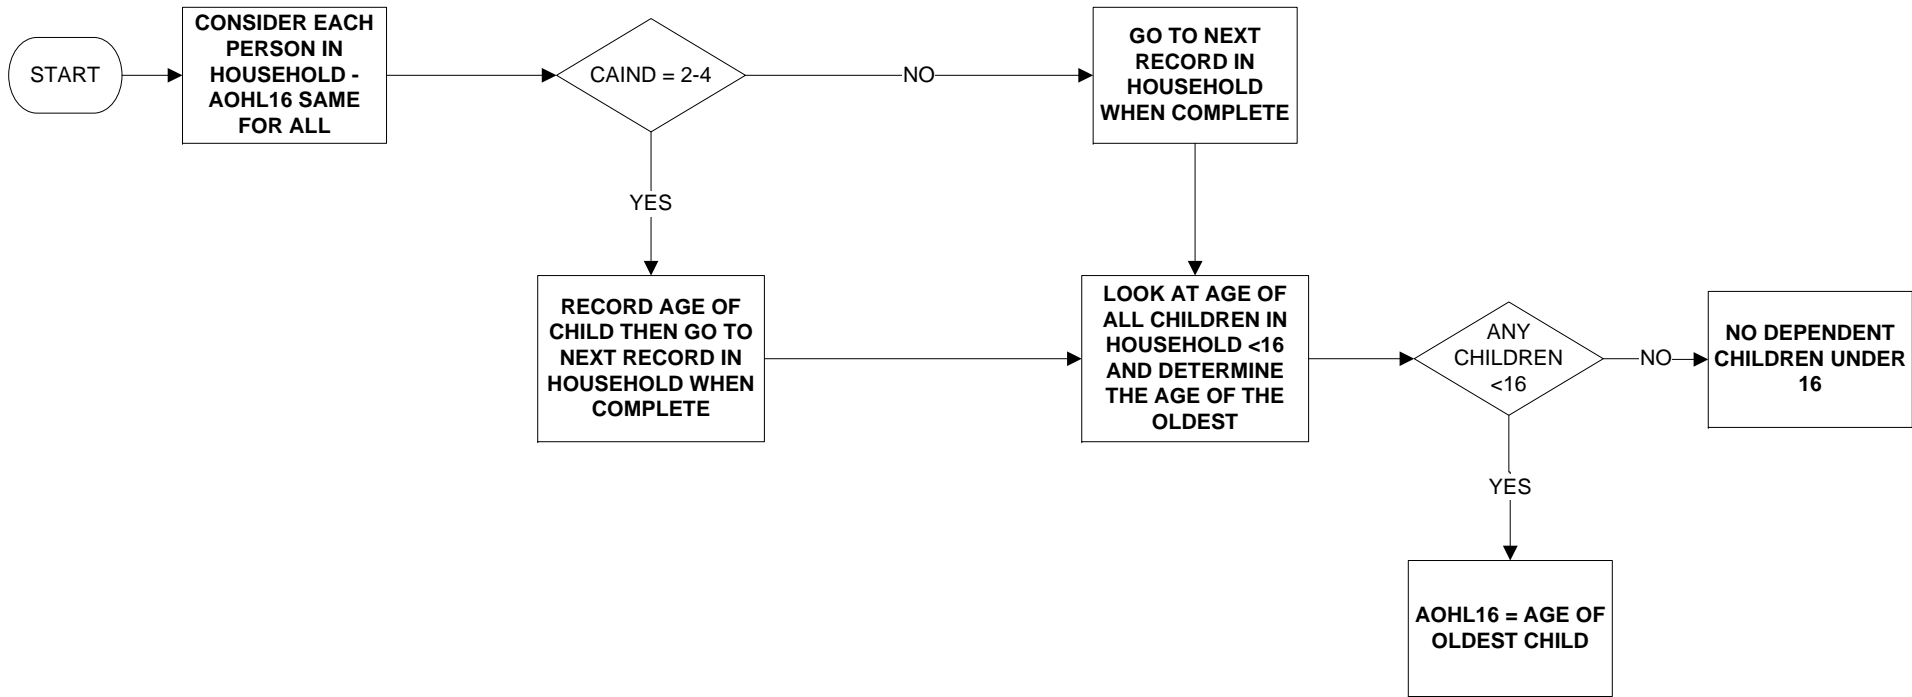 START
CONSIDER EACH
PERSON IN
HOUSEHOLD -
AOHL16 SAME
FOR ALL
CAIND = 2-4
NO
GO TO NEXT
RECORD IN
HOUSEHOLD
WHEN COMPLETE
YES
RECORD AGE OF
CHILD THEN GO TO
NEXT RECORD IN
HOUSEHOLD WHEN
COMPLETE
LOOK AT AGE OF
ALL CHILDREN IN
HOUSEHOLD <16
AND DETERMINE
THE AGE OF THE
OLDEST
ANY
CHILDREN
<16
NO
NO DEPENDENT
CHILDREN UNDER
16
YES
AOHL16 = AGE OF
OLDEST CHILD